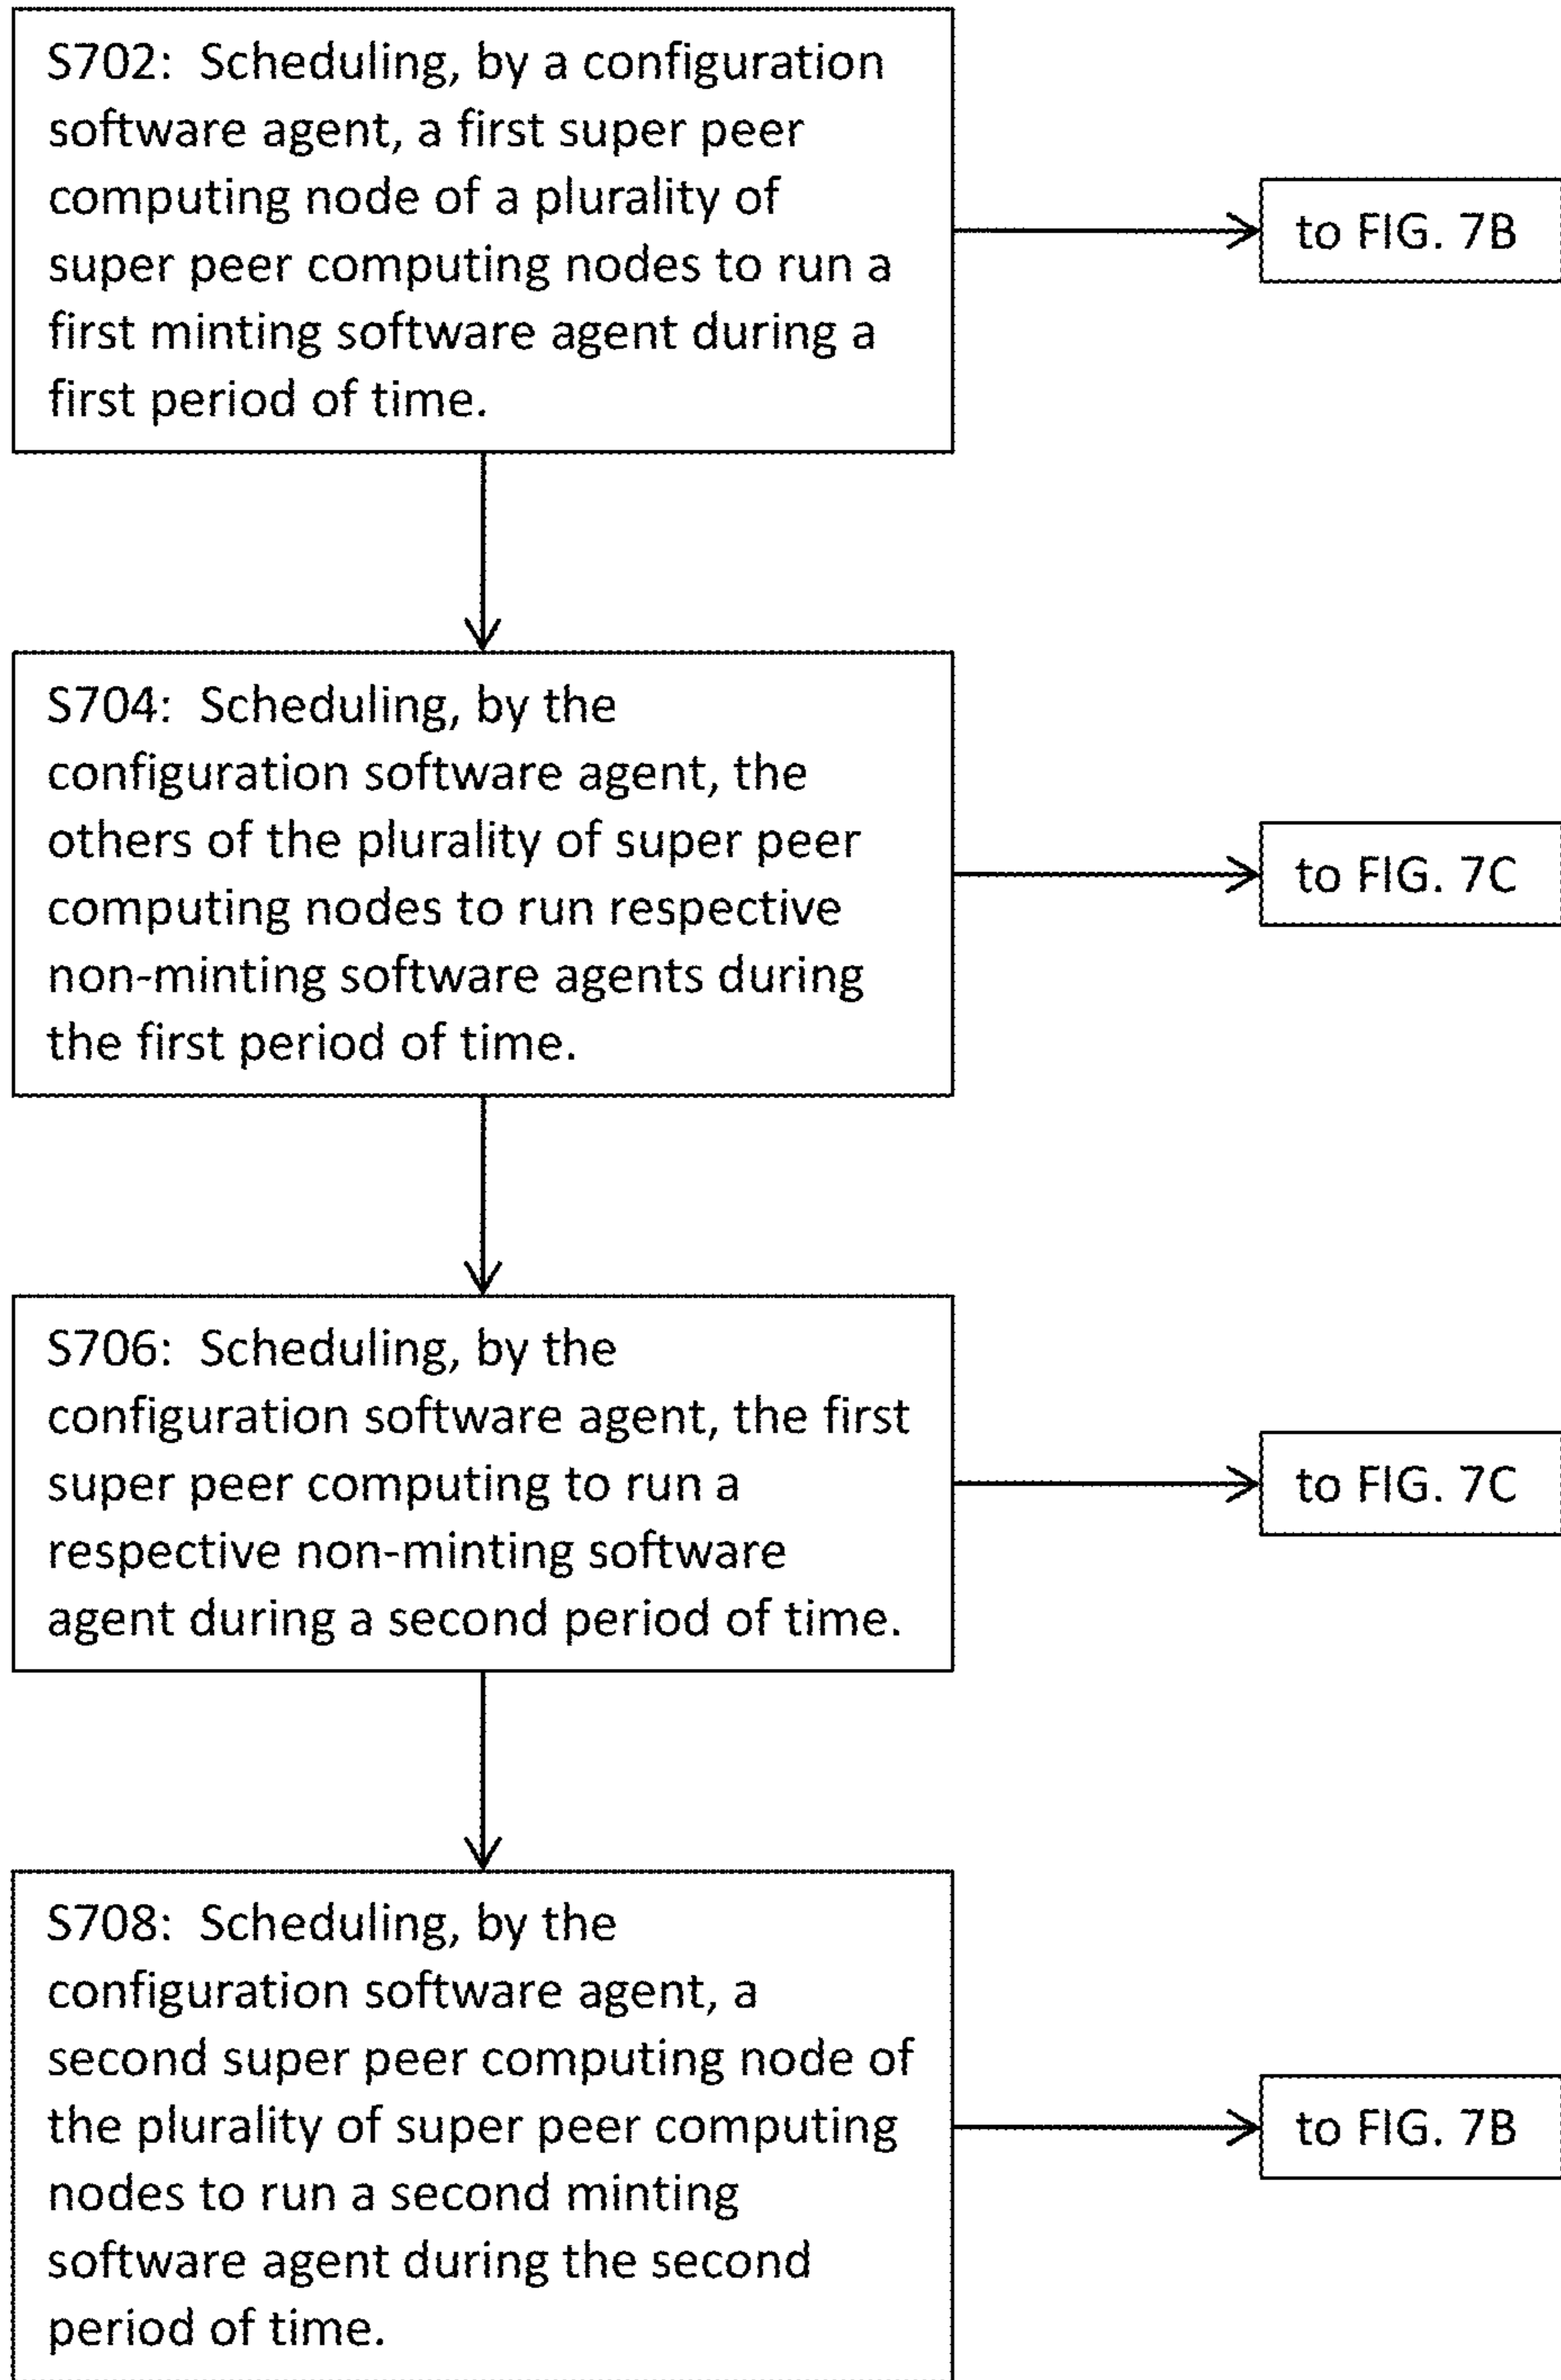 S702: Scheduling, by a configuration
software agent, a first super peer
computing node of a plurality of
super peer computing nodes to run a
first minting software agent during a
first period of time.
to FIG. 7B
S704: Scheduling, by the
configuration software agent, the
others of the plurality of super peer
computing nodes to run respective
non-minting software agents during
the first period of time.
to FIG. 7C
S706: Scheduling, by the
configuration software agent, the first
super peer computing to run a
respective non-minting software
agent during a second period of time.
to FIG. 7C
S708: Scheduling, by the
configuration software agent, a
second super peer computing node of
the plurality of super peer computing
nodes to run a second minting
software agent during the second
period of time.
to FIG. 7B